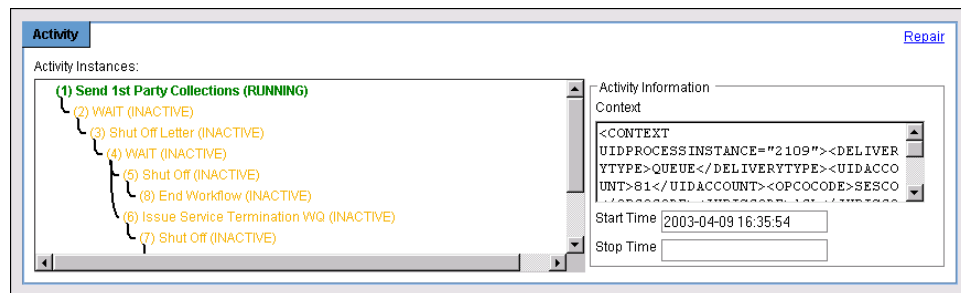 Activity
Repair
Activity Instances:
(1) Send 1st Party Collections (RUNNING)
(2) WAIT (INACTIVE)
(3) Shut Off Letter (INACTIVE)
(4) WAIT (INACTIVE)
(5) Shut Off (INACTIVE)
(8) End Workflow (INACTIVE)
(6) Issue Service Termination WQ (INACTIVE)
(7) Shut Off (INACTIVE)
Activity Information
Context
<CONTEXT
UIDPROCESSINSTANCE="2109"><DELIVER
YTYPE>QUEUE</DELIVERYTYPE><UIDACCO
UNT>81</UIDACCOUNT><OPCOCODE>SESCO
Start Time 2003-04-09 16:35:54
Stop Time